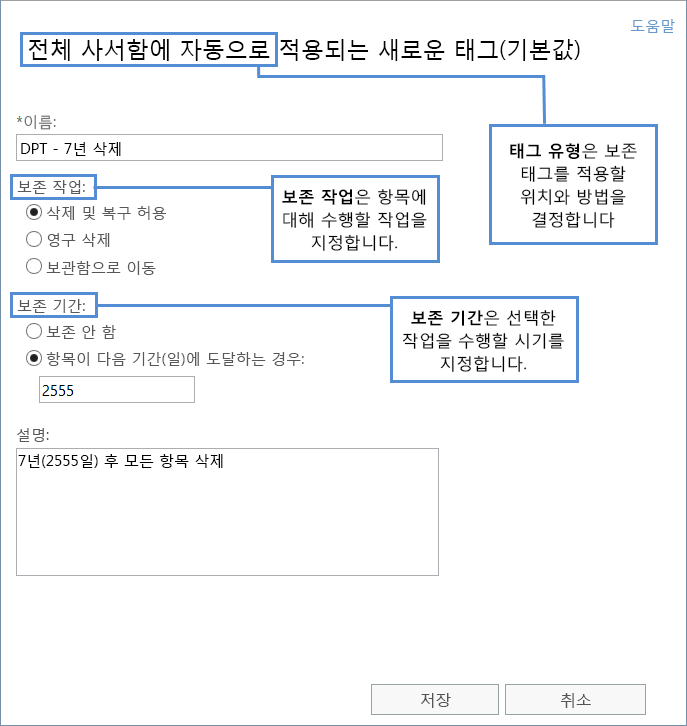 도움말
전체 사서함에 자동으로 적용되는 새로운 태그(기본값)
*이름:
DPT - 7년 삭제
태그 유형은 보존
태그를 적용할
위치와 방법을
결정합니다
보존 작업:
삭제 및 복구 허용
영구 삭제
보관함으로 이동
보존 작업은 항목에
대해 수행할 작업을
지정합니다.
보존 기간:
보존 안 함
항목이 다음 기간(일)에 도달하는 경우:
2555
보존 기간은 선택한
작업을 수행할 시기를
지정합니다.
설명:
7년(2555일) 후 모든 항목 삭제
저장
취소